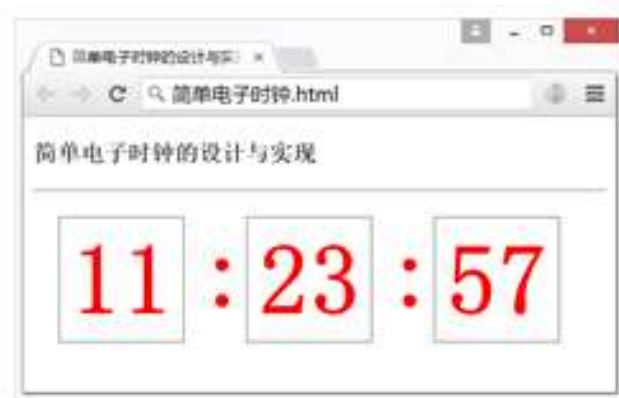 简单电子时钟的设计与实
简单电子时钟.html
简单电子时钟的设计与实现
11 : 23 : 57